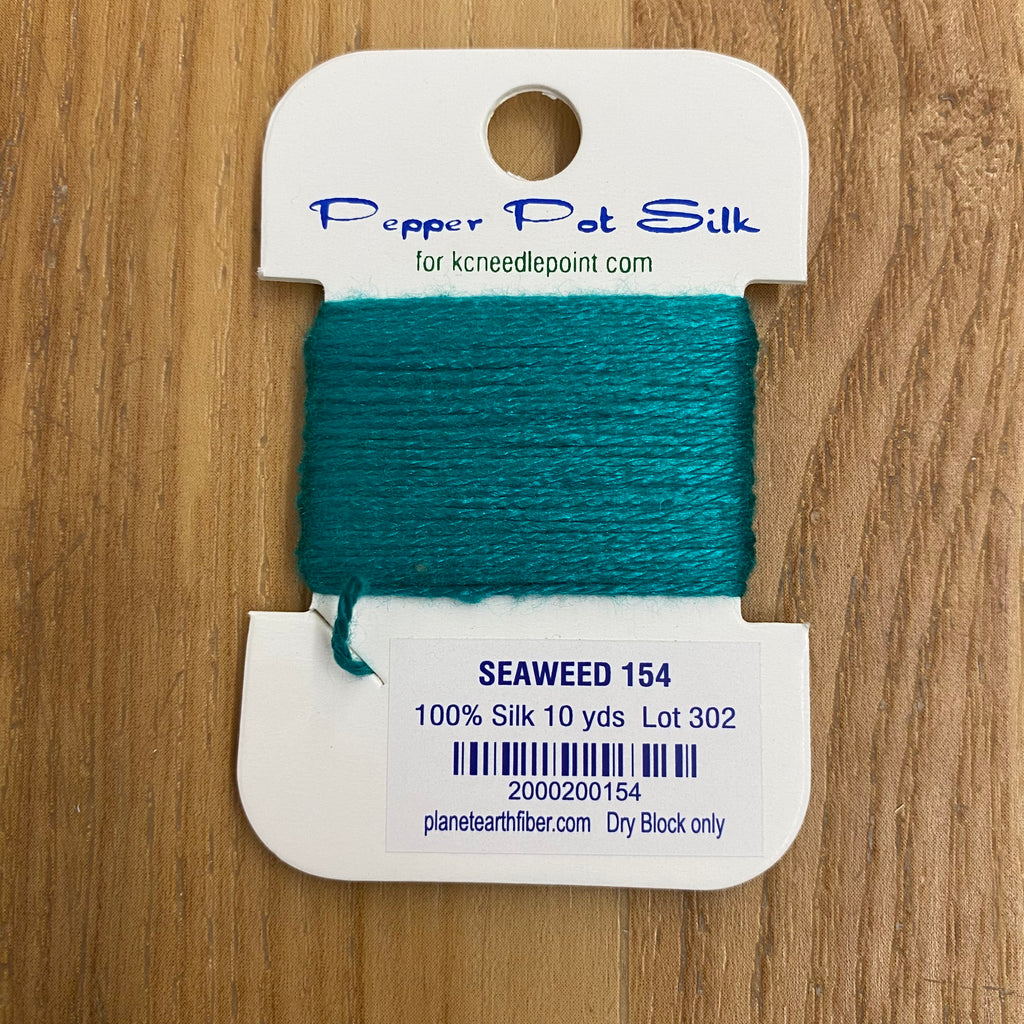 Pepper Pot Silk
for kcneedlepoint com
SEAWEED 154
100% Silk 10 yds Lot 302
2000200154
planetearthfiber.com Dry Block only